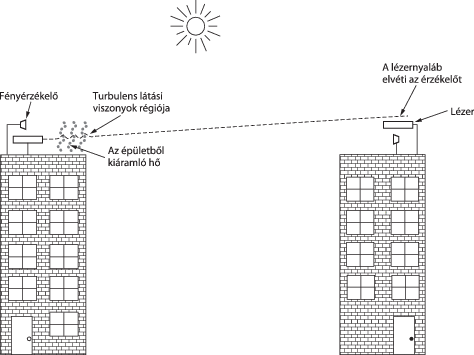 A lézernyaláb
elvéti az érzékelőt
Fényérzékelő
Turbulens látási
viszonyok régiója
Lézer
Az épületből
kiáramló hő